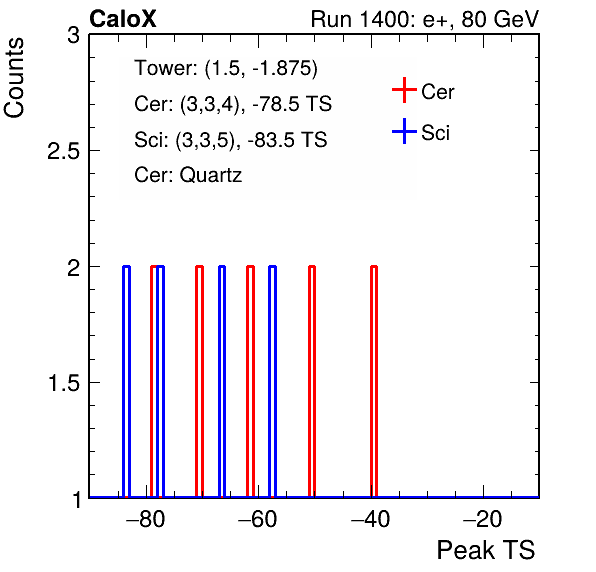 CaloX Run 1400: e+, 80 GeV
Counts
3
2.5
2
1.5
1
Tower: (1.5, -1.875)
Cer: (3,3,4), -78.5 TS
Sci: (3,3,5), -83.5 TS
Cer: Quartz
Cer
Sci
−80 −60 −40 −20
Peak TS